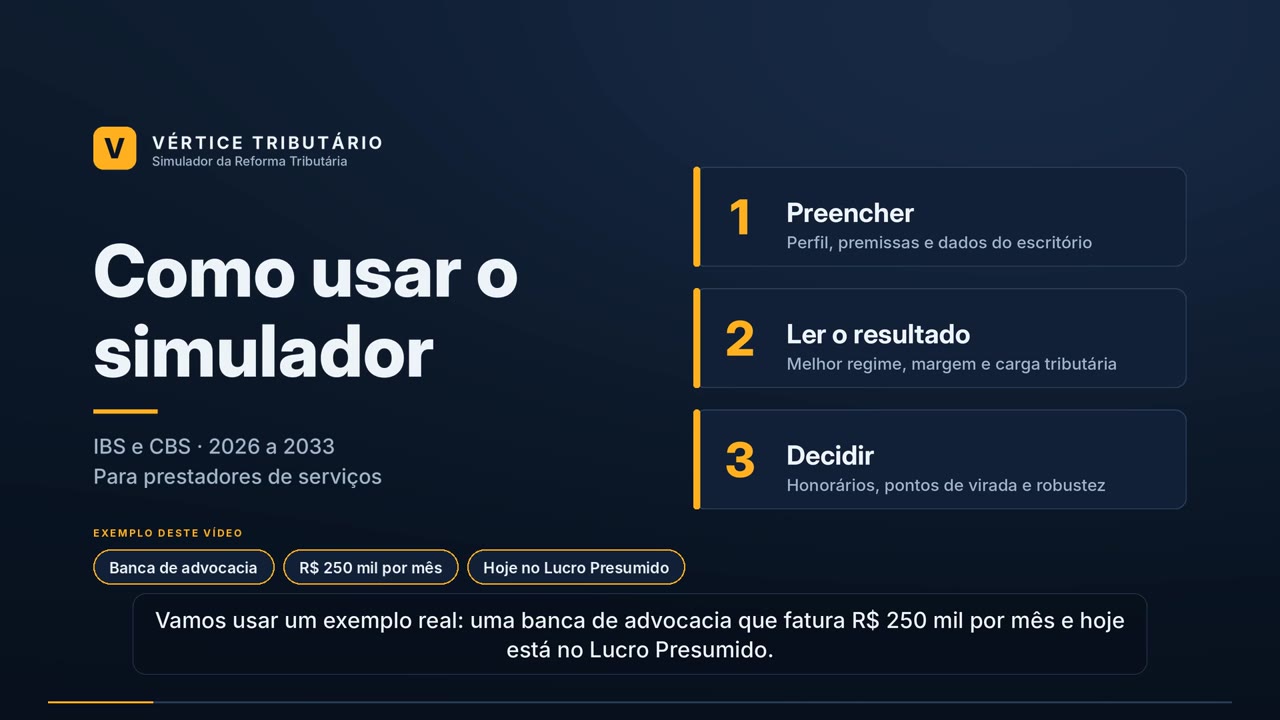 V
VÉRTICE TRIBUTÁRIO
Simulador da Reforma Tributária
Como usar o
simulador
IBS e CBS · 2026 a 2033
Para prestadores de serviços
EXEMPLO DESTE VÍDEO
Banca de advocacia
R$ 250 mil por mês
Hoje no Lucro Presumido
1
Preencher
Perfil, premissas e dados do escritório
2
Ler o resultado
Melhor regime, margem e carga tributária
3
Decidir
Honorários, pontos de virada e robustez
Vamos usar um exemplo real: uma banca de advocacia que fatura R$ 250 mil por mês e hoje
está no Lucro Presumido.